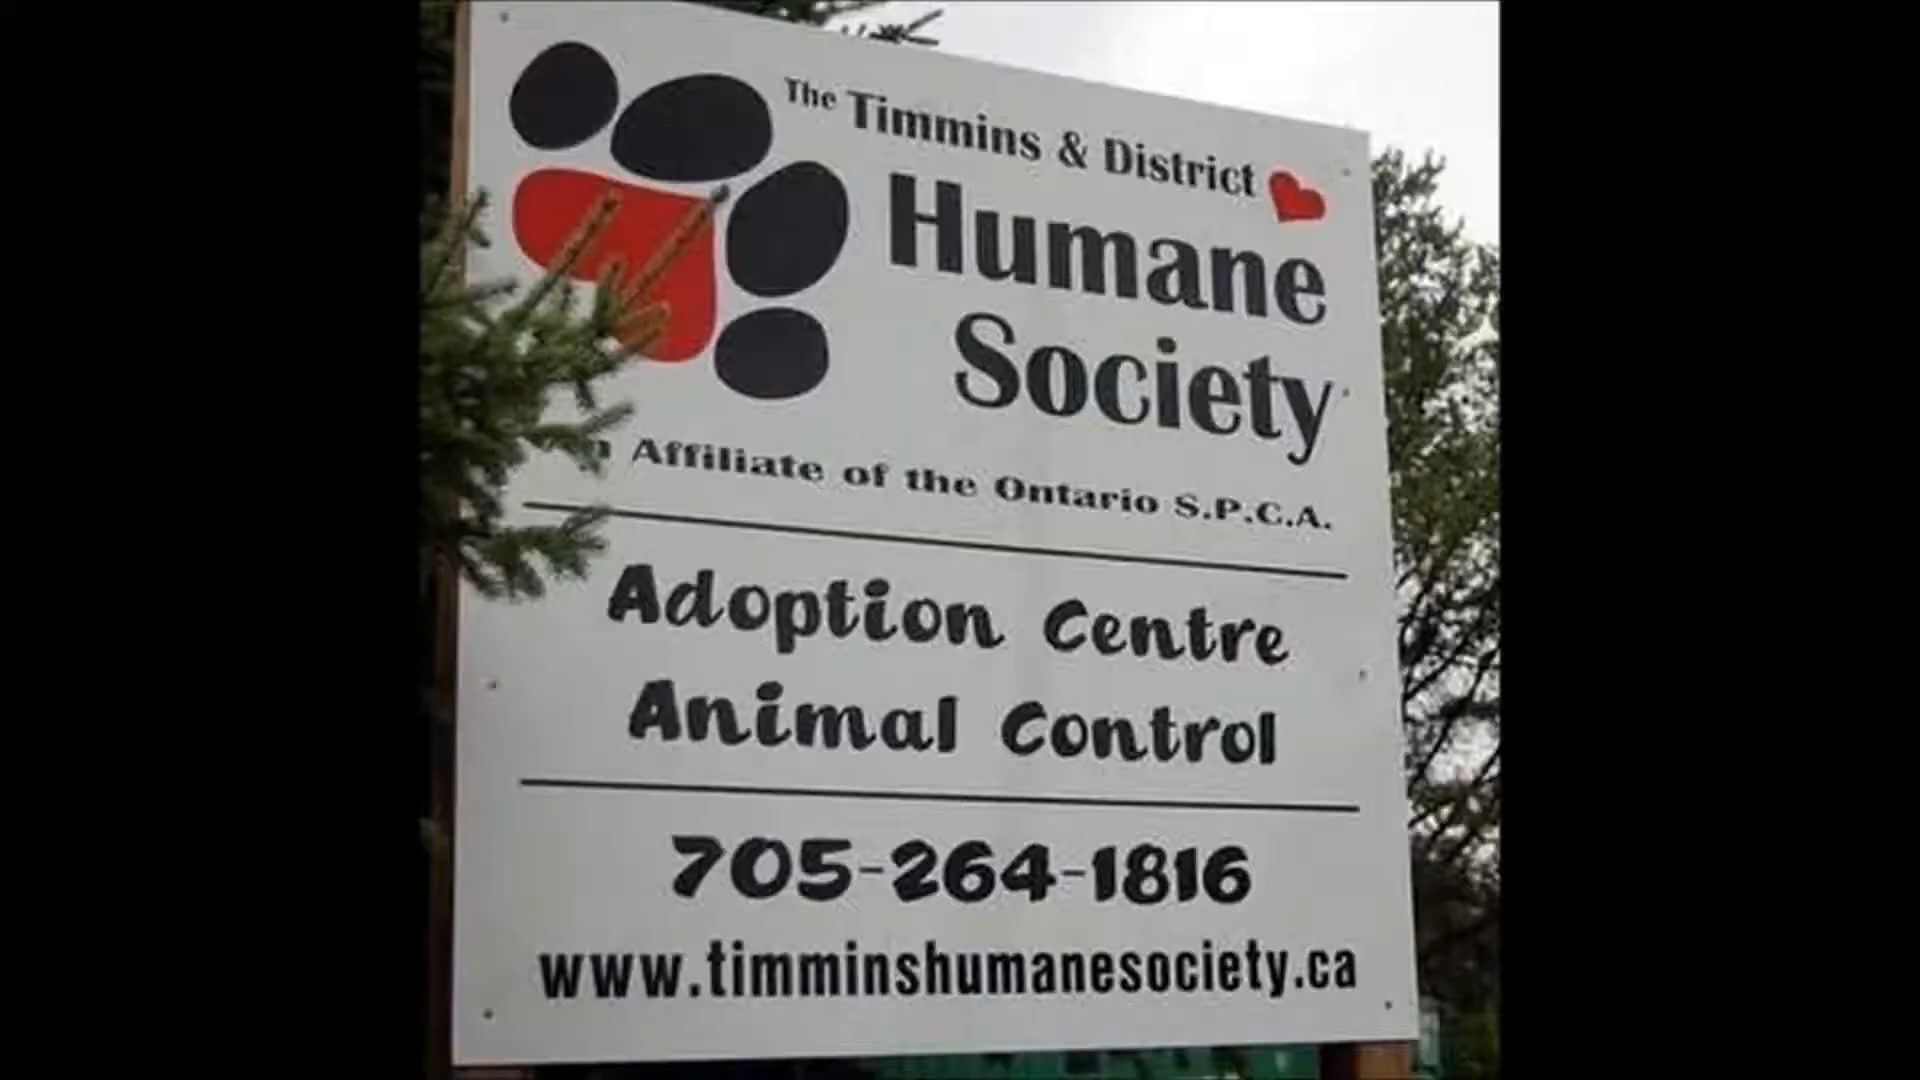 The Timmins & District
Humane
Society
Affiliate of the Ontario S.P.C.A.
Adoption Centre
Animal Control
705-264-1816
www.timminshumanesociety.ca